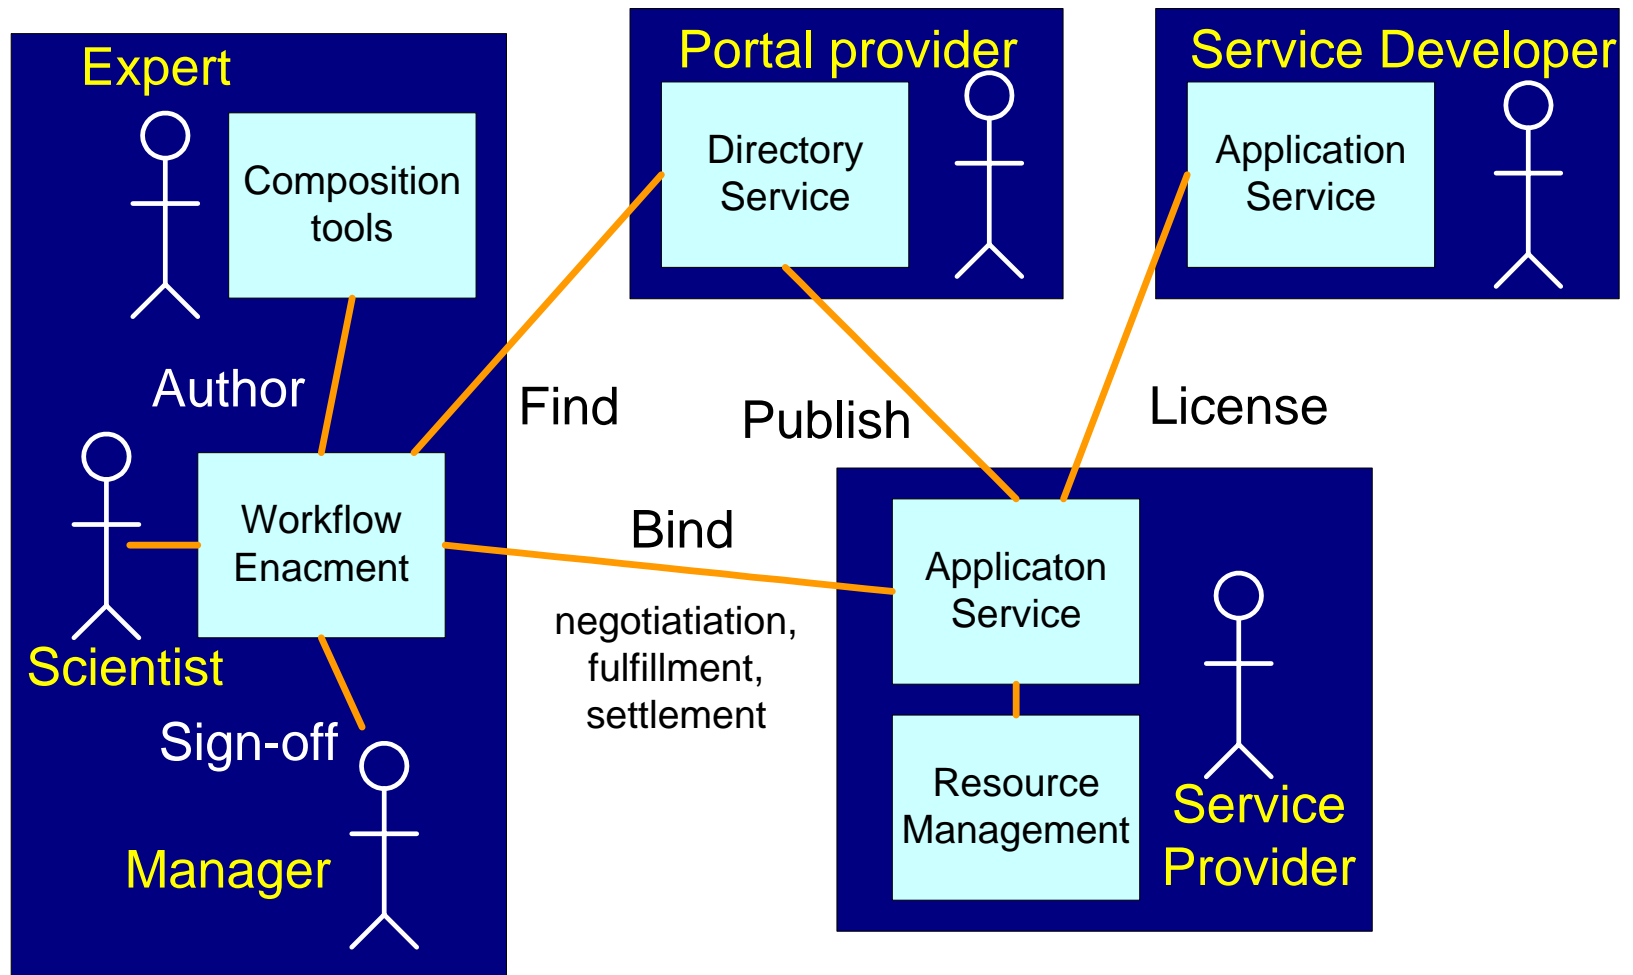 Expert
Composition
tools
Author
Workflow
Enacment
Scientist
Sign-off
Manager
Portal provider
Directory
Service
Find
Publish
Bind
negotiatiation,
fulfillment,
settlement
Service Developer
Application
Service
License
Applicaton
Service
Resource
Management
Service
Provider